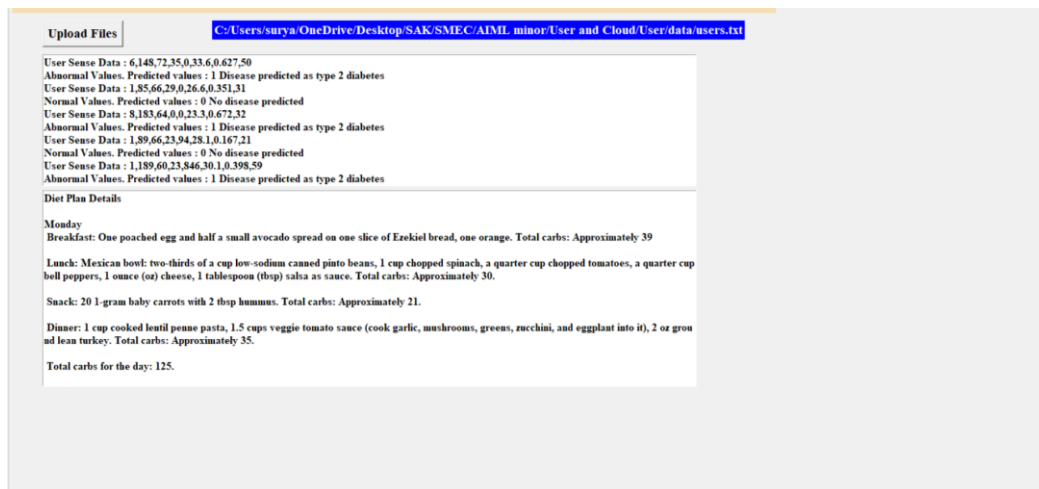 Upload Files
C:/Users/surya/OneDrive/Desktop/SAK/SMEC/AIML minor/User and Cloud/User/data/users.txt
User Sense Data : 6,148,72,35,0,33.6,0.627,50
Abnormal Values. Predicted values : 1 Disease predicted as type 2 diabetes
User Sense Data : 1,85,66,29,0,26.6,0.351,31
Normal Values. Predicted values : 0 No disease predicted
User Sense Data : 8,183,64,0,0,23.3,0.672,32
Abnormal Values. Predicted values : 1 Disease predicted as type 2 diabetes
User Sense Data : 1,89,66,23,94,28.1,0.167,21
Normal Values. Predicted values : 0 No disease predicted
User Sense Data : 1,189,60,23,846,30.1,0.398,59
Abnormal Values. Predicted values : 1 Disease predicted as type 2 diabetes
Diet Plan Details
Monday
Breakfast: One poached egg and half a small avocado spread on one slice of Ezekiel bread, one orange. Total carbs: Approximately 39
Lunch: Mexican bowl: two-thirds of a cup low-sodium canned pinto beans, 1 cup chopped spinach, a quarter cup chopped tomatoes, a quarter cup
bell peppers, 1 ounce (oz) cheese, 1 tablespoon (tbsp) salsa as sauce. Total carbs: Approximately 30.
Snack: 20 1-gram baby carrots with 2 tbsp hummus. Total carbs: Approximately 21.
Dinner: 1 cup cooked lentil penne pasta, 1.5 cups veggie tomato sauce (cook garlic, mushrooms, greens, zucchini, and eggplant into it), 2 oz grou
nd lean turkey. Total carbs: Approximately 35.
Total carbs for the day: 125.